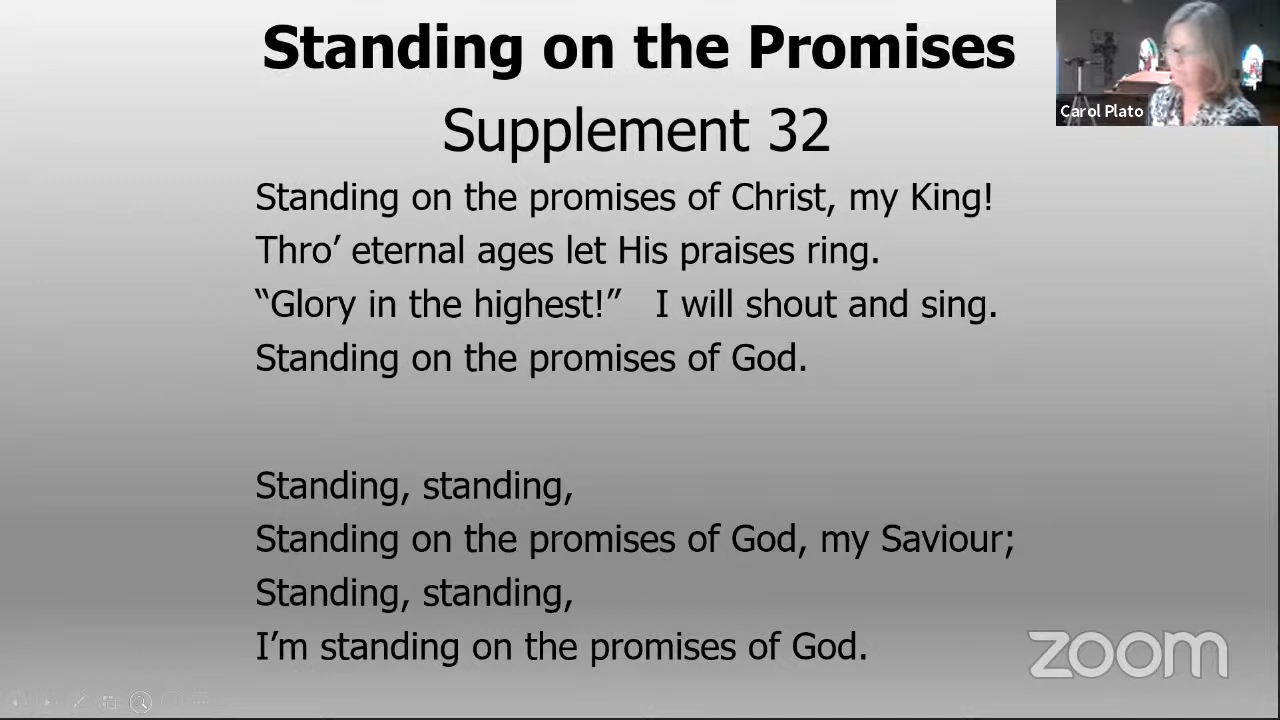 Standing on the Promises
Supplement 32
Carol Plato
Standing on the promises of Christ, my King!
Thro’ eternal ages let His praises ring.
“Glory in the highest!”   I will shout and sing.
Standing on the promises of God.
Standing, standing,
Standing on the promises of God, my Saviour;
Standing, standing,
I’m standing on the promises of God.
zoom